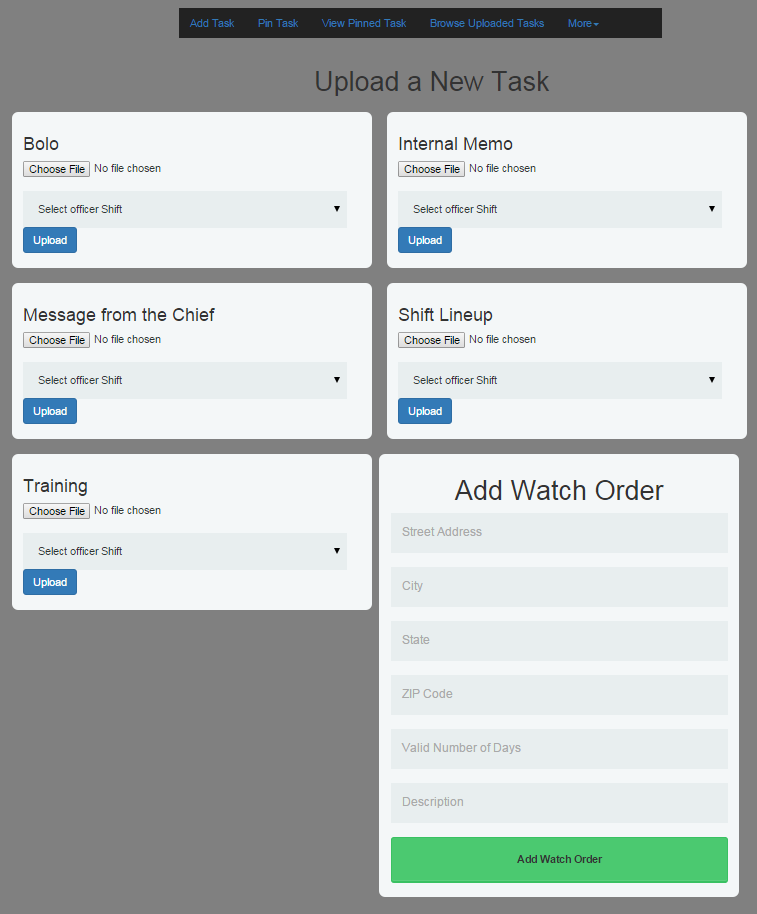 Add Task Pin Task View Pinned Task Browse Uploaded Tasks More
Upload a New Task
Bolo
Choose File No file chosen
Select officer Shift
Upload
Internal Memo
Choose File No file chosen
Select officer Shift
Upload
Message from the Chief
Choose File No file chosen
Select officer Shift
Upload
Shift Lineup
Choose File No file chosen
Select officer Shift
Upload
Training
Choose File No file chosen
Select officer Shift
Upload
Add Watch Order
Street Address
City
State
ZIP Code
Valid Number of Days
Description
Add Watch Order